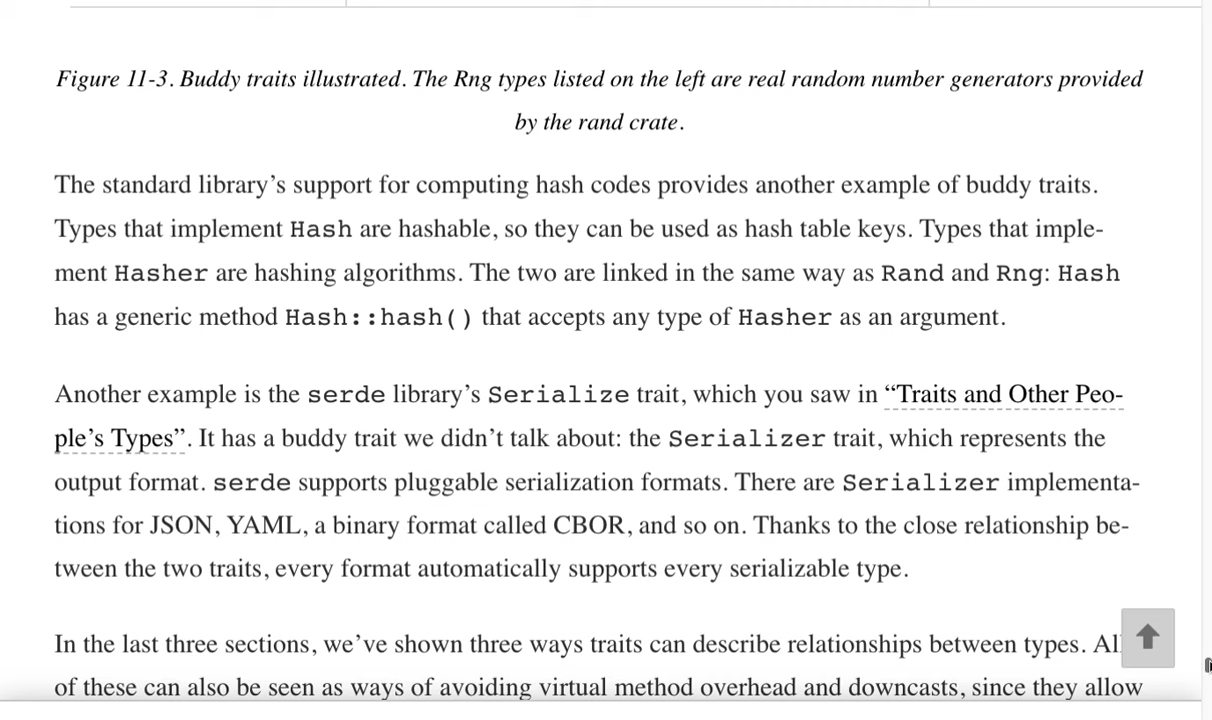 Figure 11-3. Buddy traits illustrated. The Rng types listed on the left are real random number generators provided
by the rand crate.
The standard library’s support for computing hash codes provides another example of buddy traits.
Types that implement Hash are hashable, so they can be used as hash table keys. Types that imple-
ment Hasher are hashing algorithms. The two are linked in the same way as Rand and Rng: Hash
has a generic method Hash::hash() that accepts any type of Hasher as an argument.
Another example is the serde library’s Serialize trait, which you saw in “Traits and Other Peo-
ple’s Types”. It has a buddy trait we didn’t talk about: the Serializer trait, which represents the
output format. serde supports pluggable serialization formats. There are Serializer implementa-
tions for JSON, YAML, a binary format called CBOR, and so on. Thanks to the close relationship be-
tween the two traits, every format automatically supports every serializable type.
In the last three sections, we’ve shown three ways traits can describe relationships between types. Al
of these can also be seen as ways of avoiding virtual method overhead and downcasts, since they allow